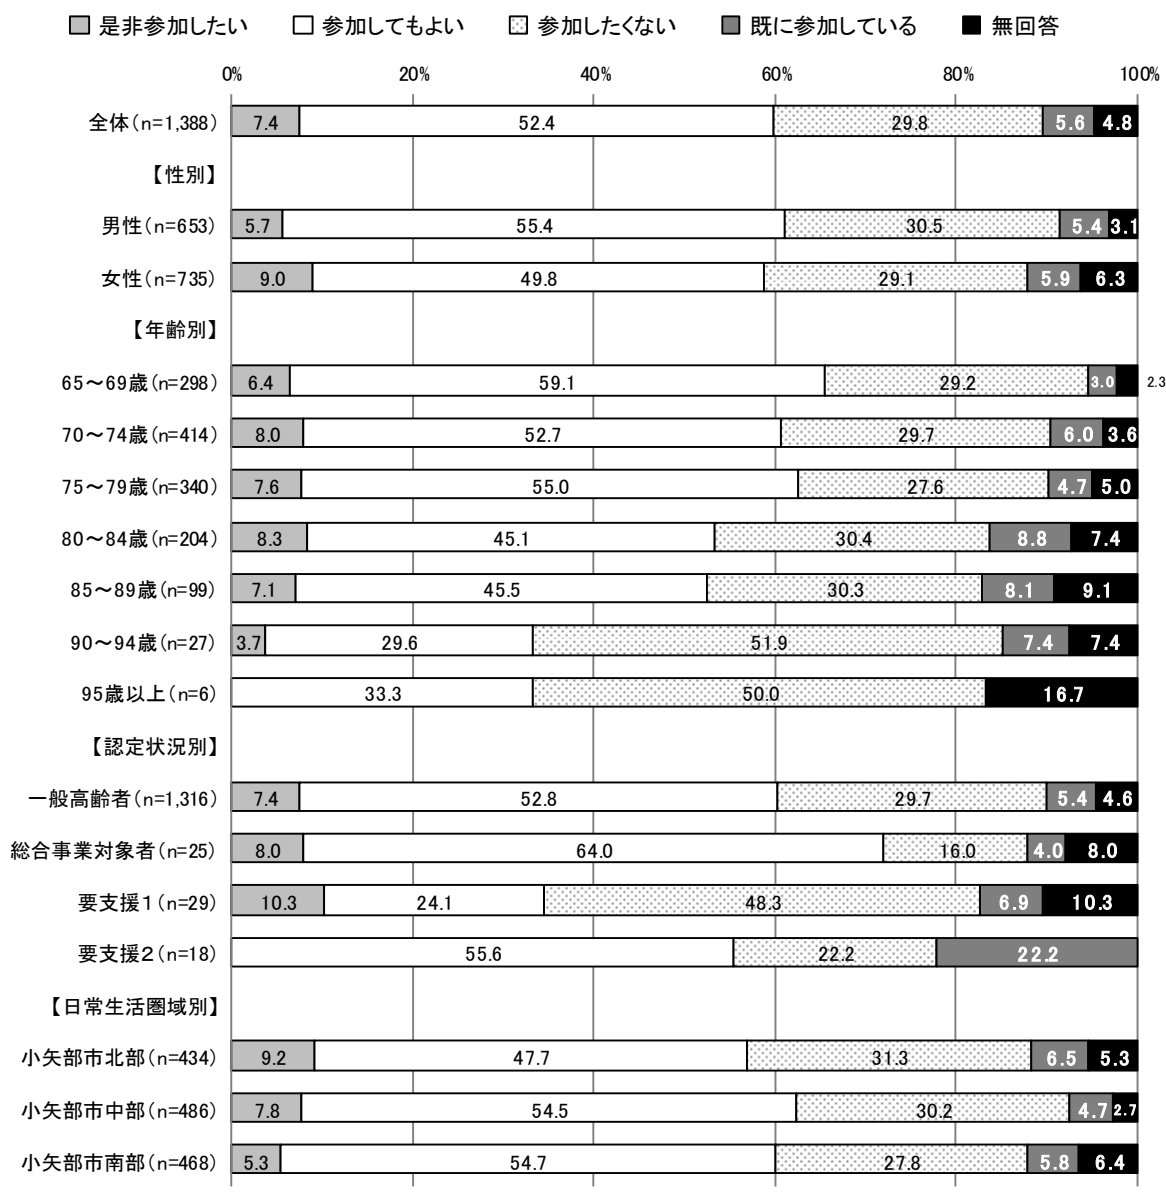 是非参加したい 参加してもよい 参加したくない 既に参加している 無回答
0% 20% 40% 60% 80% 100%
全体(n=1,388) 7.4 52.4 29.8 5.6 4.8
【性別】
男性(n=653) 5.7 55.4 30.5 5.4 3.1
女性(n=735) 9.0 49.8 29.1 5.9 6.3
【年齢別】
65～69歳(n=298) 6.4 59.1 29.2 3.0 2.3
70～74歳(n=414) 8.0 52.7 29.7 6.0 3.6
75～79歳(n=340) 7.6 55.0 27.6 4.7 5.0
80～84歳(n=204) 8.3 45.1 30.4 8.8 7.4
85～89歳(n=99) 7.1 45.5 30.3 8.1 9.1
90～94歳(n=27) 3.7 29.6 51.9 7.4 7.4
95歳以上(n=6) 33.3 50.0 16.7
【認定状況別】
一般高齢者(n=1,316) 7.4 52.8 29.7 5.4 4.6
総合事業対象者(n=25) 8.0 64.0 16.0 4.0 8.0
要支援1(n=29) 10.3 24.1 48.3 6.9 10.3
要支援2(n=18) 55.6 22.2 22.2
【日常生活圏域別】
小矢部市北部(n=434) 9.2 47.7 31.3 6.5 5.3
小矢部市中部(n=486) 7.8 54.5 30.2 4.7 2.7
小矢部市南部(n=468) 5.3 54.7 27.8 5.8 6.4